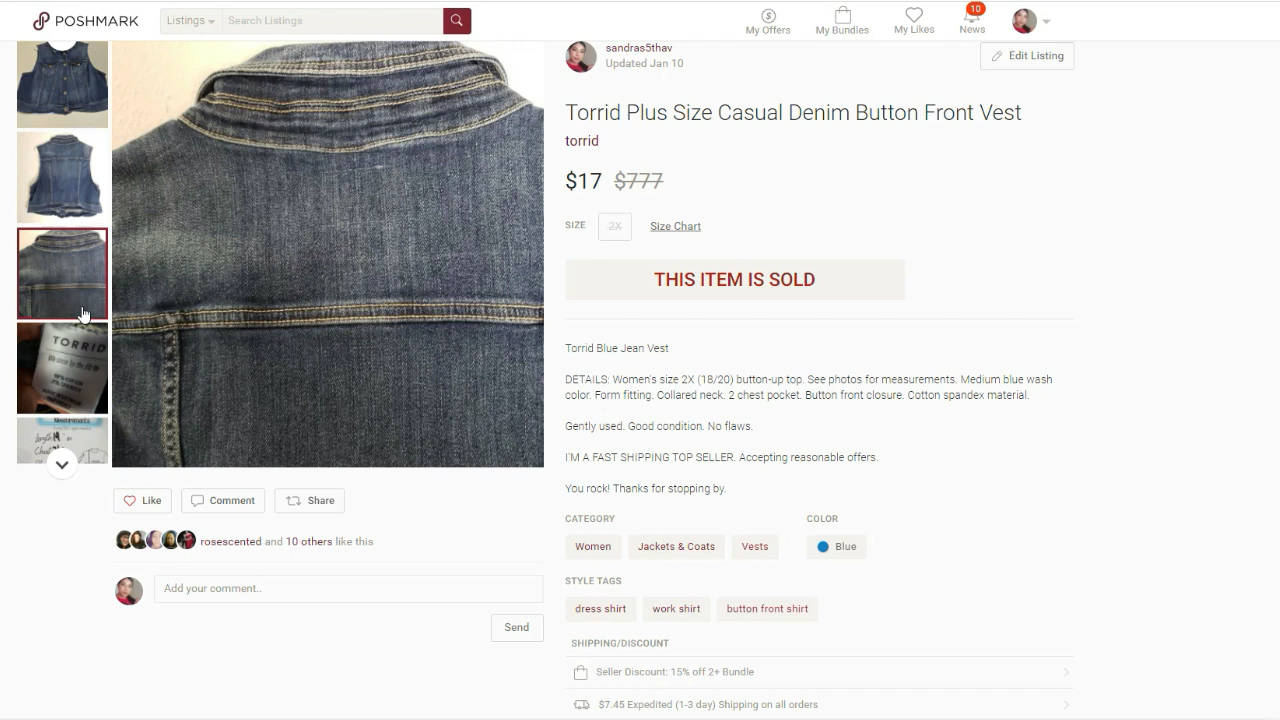 POSHMARK
Listings
Search Listings
My Offers
My Bundles
My Likes
10
News
sandras5thav
Updated Jan 10
Edit Listing
Torrid Plus Size Casual Denim Button Front Vest
torrid
$17 $777
SIZE 2X Size Chart
THIS ITEM IS SOLD
Torrid Blue Jean Vest
DETAILS: Women's size 2X (18/20) button-up top. See photos for measurements. Medium blue wash
color. Form fitting. Collared neck. 2 chest pocket. Button front closure. Cotton spandex material.
Gently used. Good condition. No flaws.
I'M A FAST SHIPPING TOP SELLER. Accepting reasonable offers.
You rock! Thanks for stopping by.
CATEGORY
Women Jackets & Coats Vests
COLOR
Blue
STYLE TAGS
dress shirt work shirt button front shirt
SHIPPING/DISCOUNT
Seller Discount: 15% off 2+ Bundle
$7.45 Expedited (1-3 day) Shipping on all orders
TORRID
Measurements
length
Like Comment Share
rosescented and 10 others like this
Add your comment..
Send